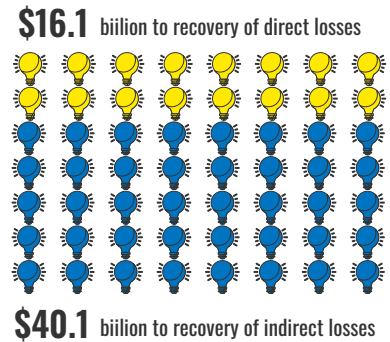 $16.1 biilion to recovery of direct losses
$40.1 biilion to recovery of indirect losses